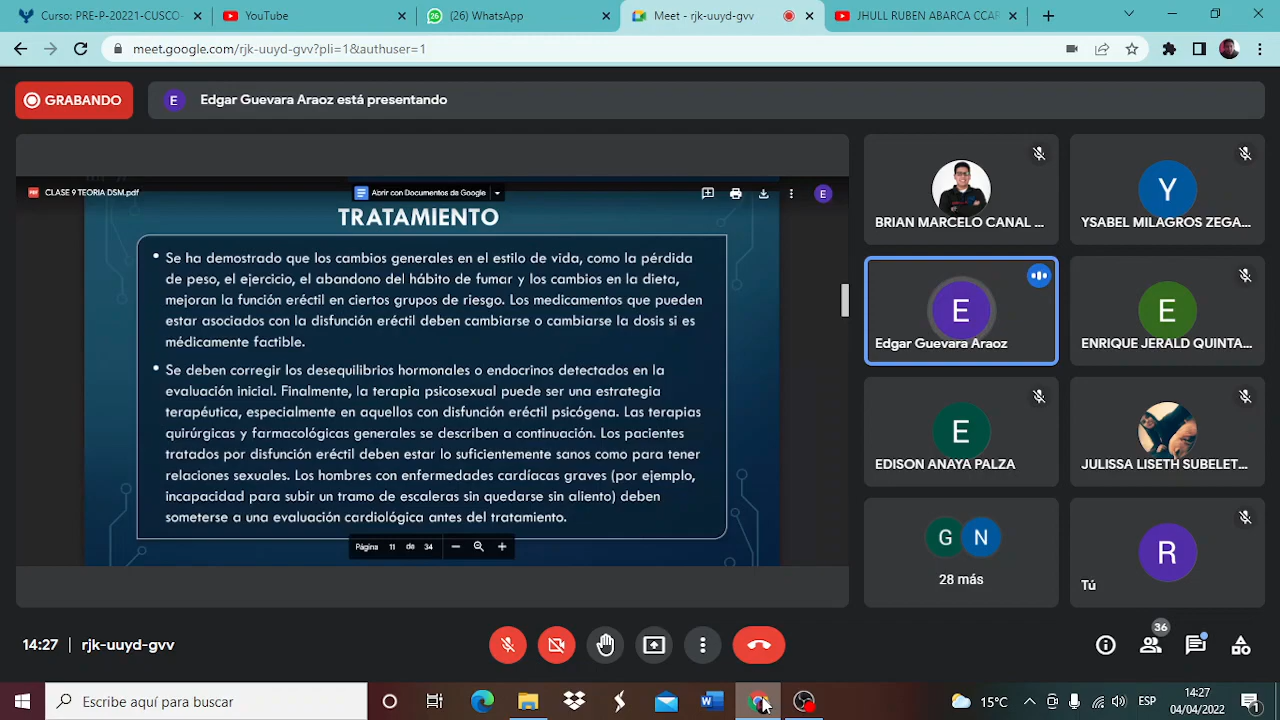 Curso: PRE-P-20221-CUSCO-
YouTube
(26) WhatsApp
Meet - rjk-uuyd-gvv
JHULL RUBEN ABARCA CCAR
meet.google.com/rjk-uuyd-gvv?pli=1&authuser=1
GRABANDO
E
Edgar Guevara Araoz está presentando
CLASE 9 TEORIA DSM.pdf
Abrir con Documentos de Google
E
TRATAMIENTO
• Se ha demostrado que los cambios generales en el estilo de vida, como la pérdida
de peso, el ejercicio, el abandono del hábito de fumar y los cambios en la dieta,
mejoran la función eréctil en ciertos grupos de riesgo. Los medicamentos que pueden
estar asociados con la disfunción eréctil deben cambiarse o cambiarse la dosis si es
médicamente factible.
• Se deben corregir los desequilibrios hormonales o endocrinos detectados en la
evaluación inicial. Finalmente, la terapia psicosexual puede ser una estrategia
terapéutica, especialmente en aquellos con disfunción eréctil psicógena. Las terapias
quirúrgicas y farmacológicas generales se describen a continuación. Los pacientes
tratados por disfunción eréctil deben estar lo suficientemente sanos como para tener
relaciones sexuales. Los hombres con enfermedades cardíacas graves (por ejemplo,
incapacidad para subir un tramo de escaleras sin quedarse sin aliento) deben
someterse a una evaluación cardiológica antes del tratamiento.
Página 11 de 34
BRIAN MARCELO CANAL ...
Y
YSABEL MILAGROS ZEGA...
E
Edgar Guevara Araoz
E
ENRIQUE JERALD QUINTA...
E
EDISON ANAYA PALZA
JULISSA LISETH SUBELET...
G N
28 más
R
Tú
14:27 | rjk-uuyd-gvv
36
Escribe aquí para buscar
15°C
ESP
14:27
04/04/2022
1